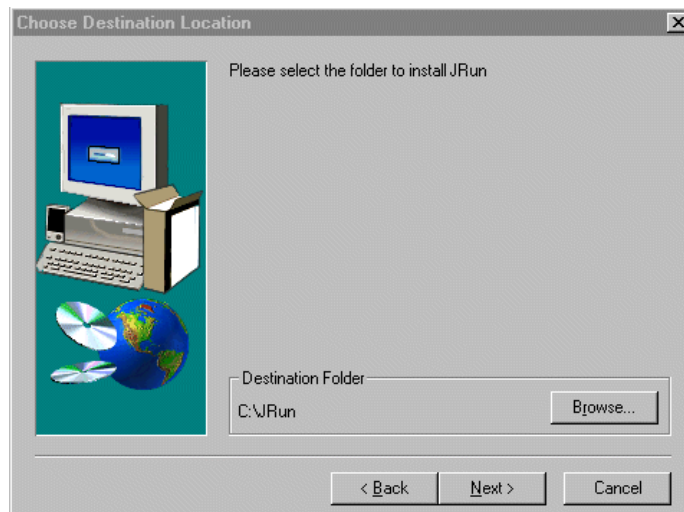 Choose Destination Location
Please select the folder to install JRun
Destination Folder
C:\JRun
Browse...
< Back
Next >
Cancel